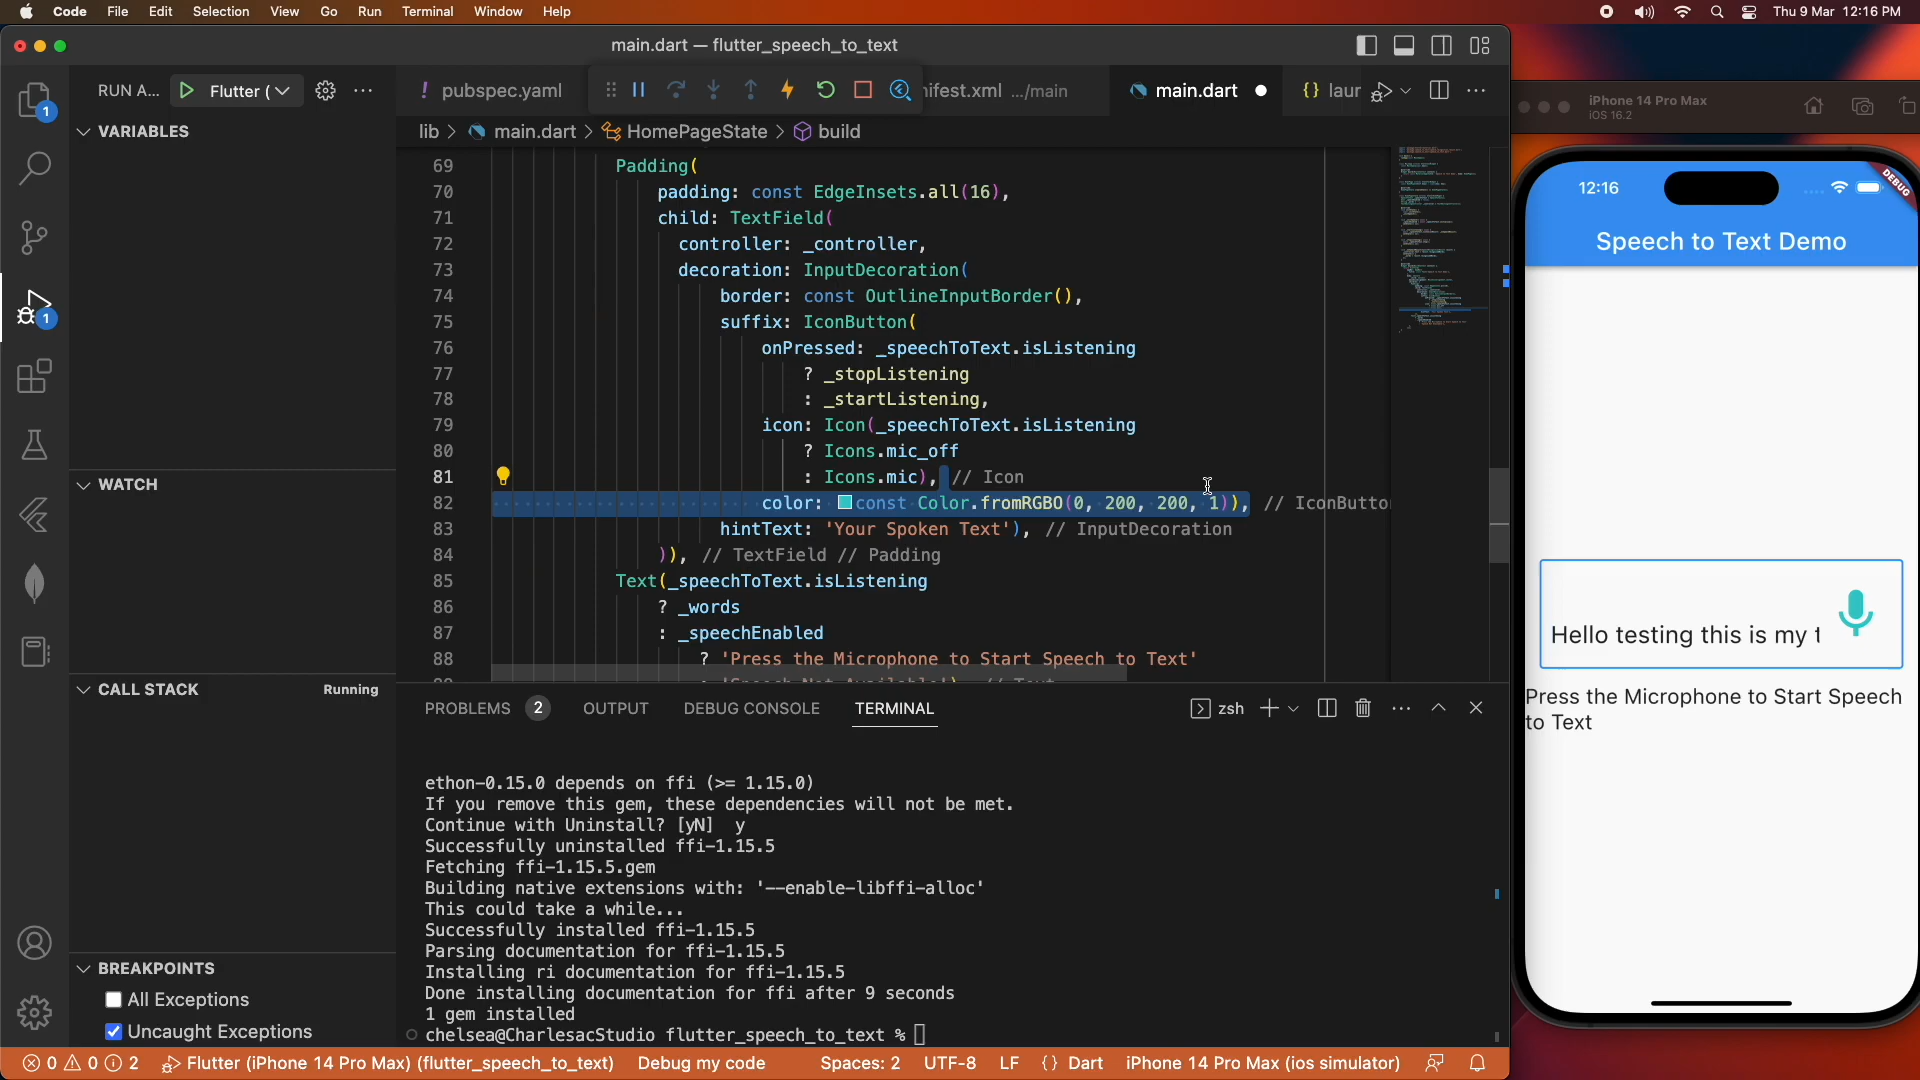 Code File Edit Selection View Go Run Terminal Window Help Thu 9 Mar 12:16 PM
main.dart — flutter_speech_to_text
RUN A... Flutter (
! pubspec.yaml
nifest.xml .../main
main.dart
{} laur
lib > main.dart > HomePageState > build
VARIABLES
WATCH
CALL STACK Running
BREAKPOINTS
All Exceptions
Uncaught Exceptions
1
1
69 Padding(
70 padding: const EdgeInsets.all(16),
71 child: TextField(
72 controller: _controller,
73 decoration: InputDecoration(
74 border: const OutlineInputBorder(),
75 suffix: IconButton(
76 onPressed: _speechToText.isListening
77 ? _stopListening
78 : _startListening,
79 icon: Icon(_speechToText.isListening
80 ? Icons.mic_off
81 : Icons.mic), // Icon
82 color: const Color.fromRGBO(0, 200, 200, 1)), // IconButto
83 hintText: 'Your Spoken Text'), // InputDecoration
84 )), // TextField // Padding
85 Text(_speechToText.isListening
86 ? _words
87 : _speechEnabled
88 ? 'Press the Microphone to Start Speech to Text'
PROBLEMS 2 OUTPUT DEBUG CONSOLE TERMINAL zsh
ethon-0.15.0 depends on ffi (>= 1.15.0)
If you remove this gem, these dependencies will not be met.
Continue with Uninstall? [yN]  y
Successfully uninstalled ffi-1.15.5
Fetching ffi-1.15.5.gem
Building native extensions with: '--enable-libffi-alloc'
This could take a while...
Successfully installed ffi-1.15.5
Parsing documentation for ffi-1.15.5
Installing ri documentation for ffi-1.15.5
Done installing documentation for ffi after 9 seconds
1 gem installed
chelsea@CharlesacStudio flutter_speech_to_text %
0 0 2 Flutter (iPhone 14 Pro Max) (flutter_speech_to_text) Debug my code Spaces: 2 UTF-8 LF {} Dart iPhone 14 Pro Max (ios simulator)
iPhone 14 Pro Max
iOS 16.2
12:16
DEBUG
Speech to Text Demo
Hello testing this is my t
Press the Microphone to Start Speech
to Text